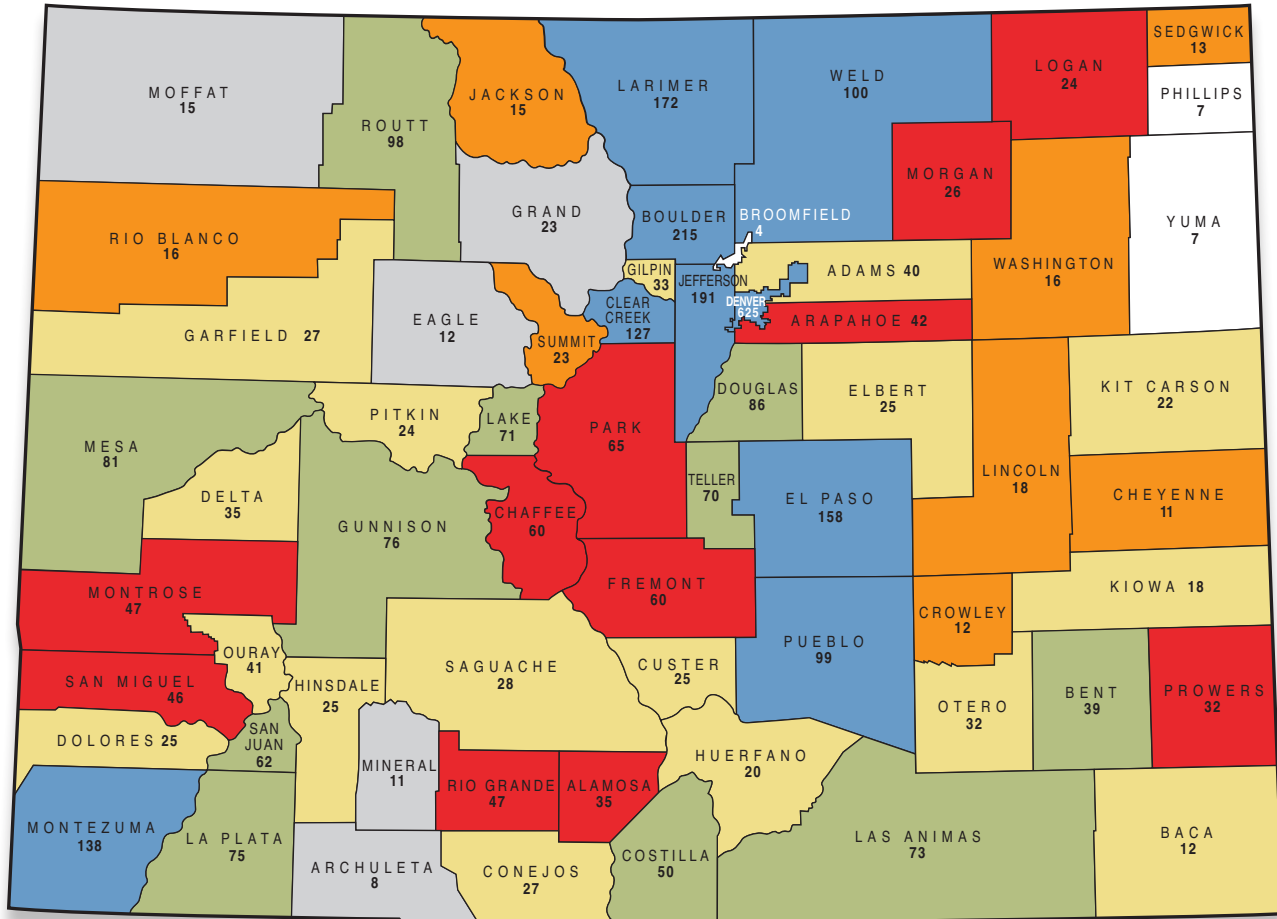 MOFFAT
15
ROUTT
98
JACKSON
15
LARIMER
172
WELD
100
LOGAN
24
SEDGWICK
13
PHILLIPS
7
MORGAN
26
RIO BLANCO
16
GRAND
23
BOULDER
215
BROOMFIELD
4
YUMA
7
GILPIN
33
JEFFERSON
191
ADAMS 40
WASHINGTON
16
GARFIELD 27
EAGLE
12
SUMMIT
23
CLEAR
CREEK
127
DENVER
625
ARAPAHOE 42
PITKIN
24
LAKE
71
PARK
65
DOUGLAS
86
ELBERT
25
KIT CARSON
22
MESA
81
DELTA
35
GUNNISON
76
CHAFFEE
60
TELLER
70
EL PASO
158
LINCOLN
18
CHEYENNE
11
MONTROSE
47
FREMONT
60
CROWLEY
12
KIOWA 18
OURAY
41
SAN MIGUEL
46
HINSDALE
25
SAGUACHE
28
CUSTER
25
PUEBLO
99
OTERO
32
BENT
39
PROWERS
32
DOLORES 25
SAN
JUAN
62
MINERAL
11
RIO GRANDE
47
ALAMOSA
35
HUERFANO
20
MONTEZUMA
138
LA PLATA
75
ARCHULETA
8
CONEJOS
27
COSTILLA
50
LAS ANIMAS
73
BACA
12